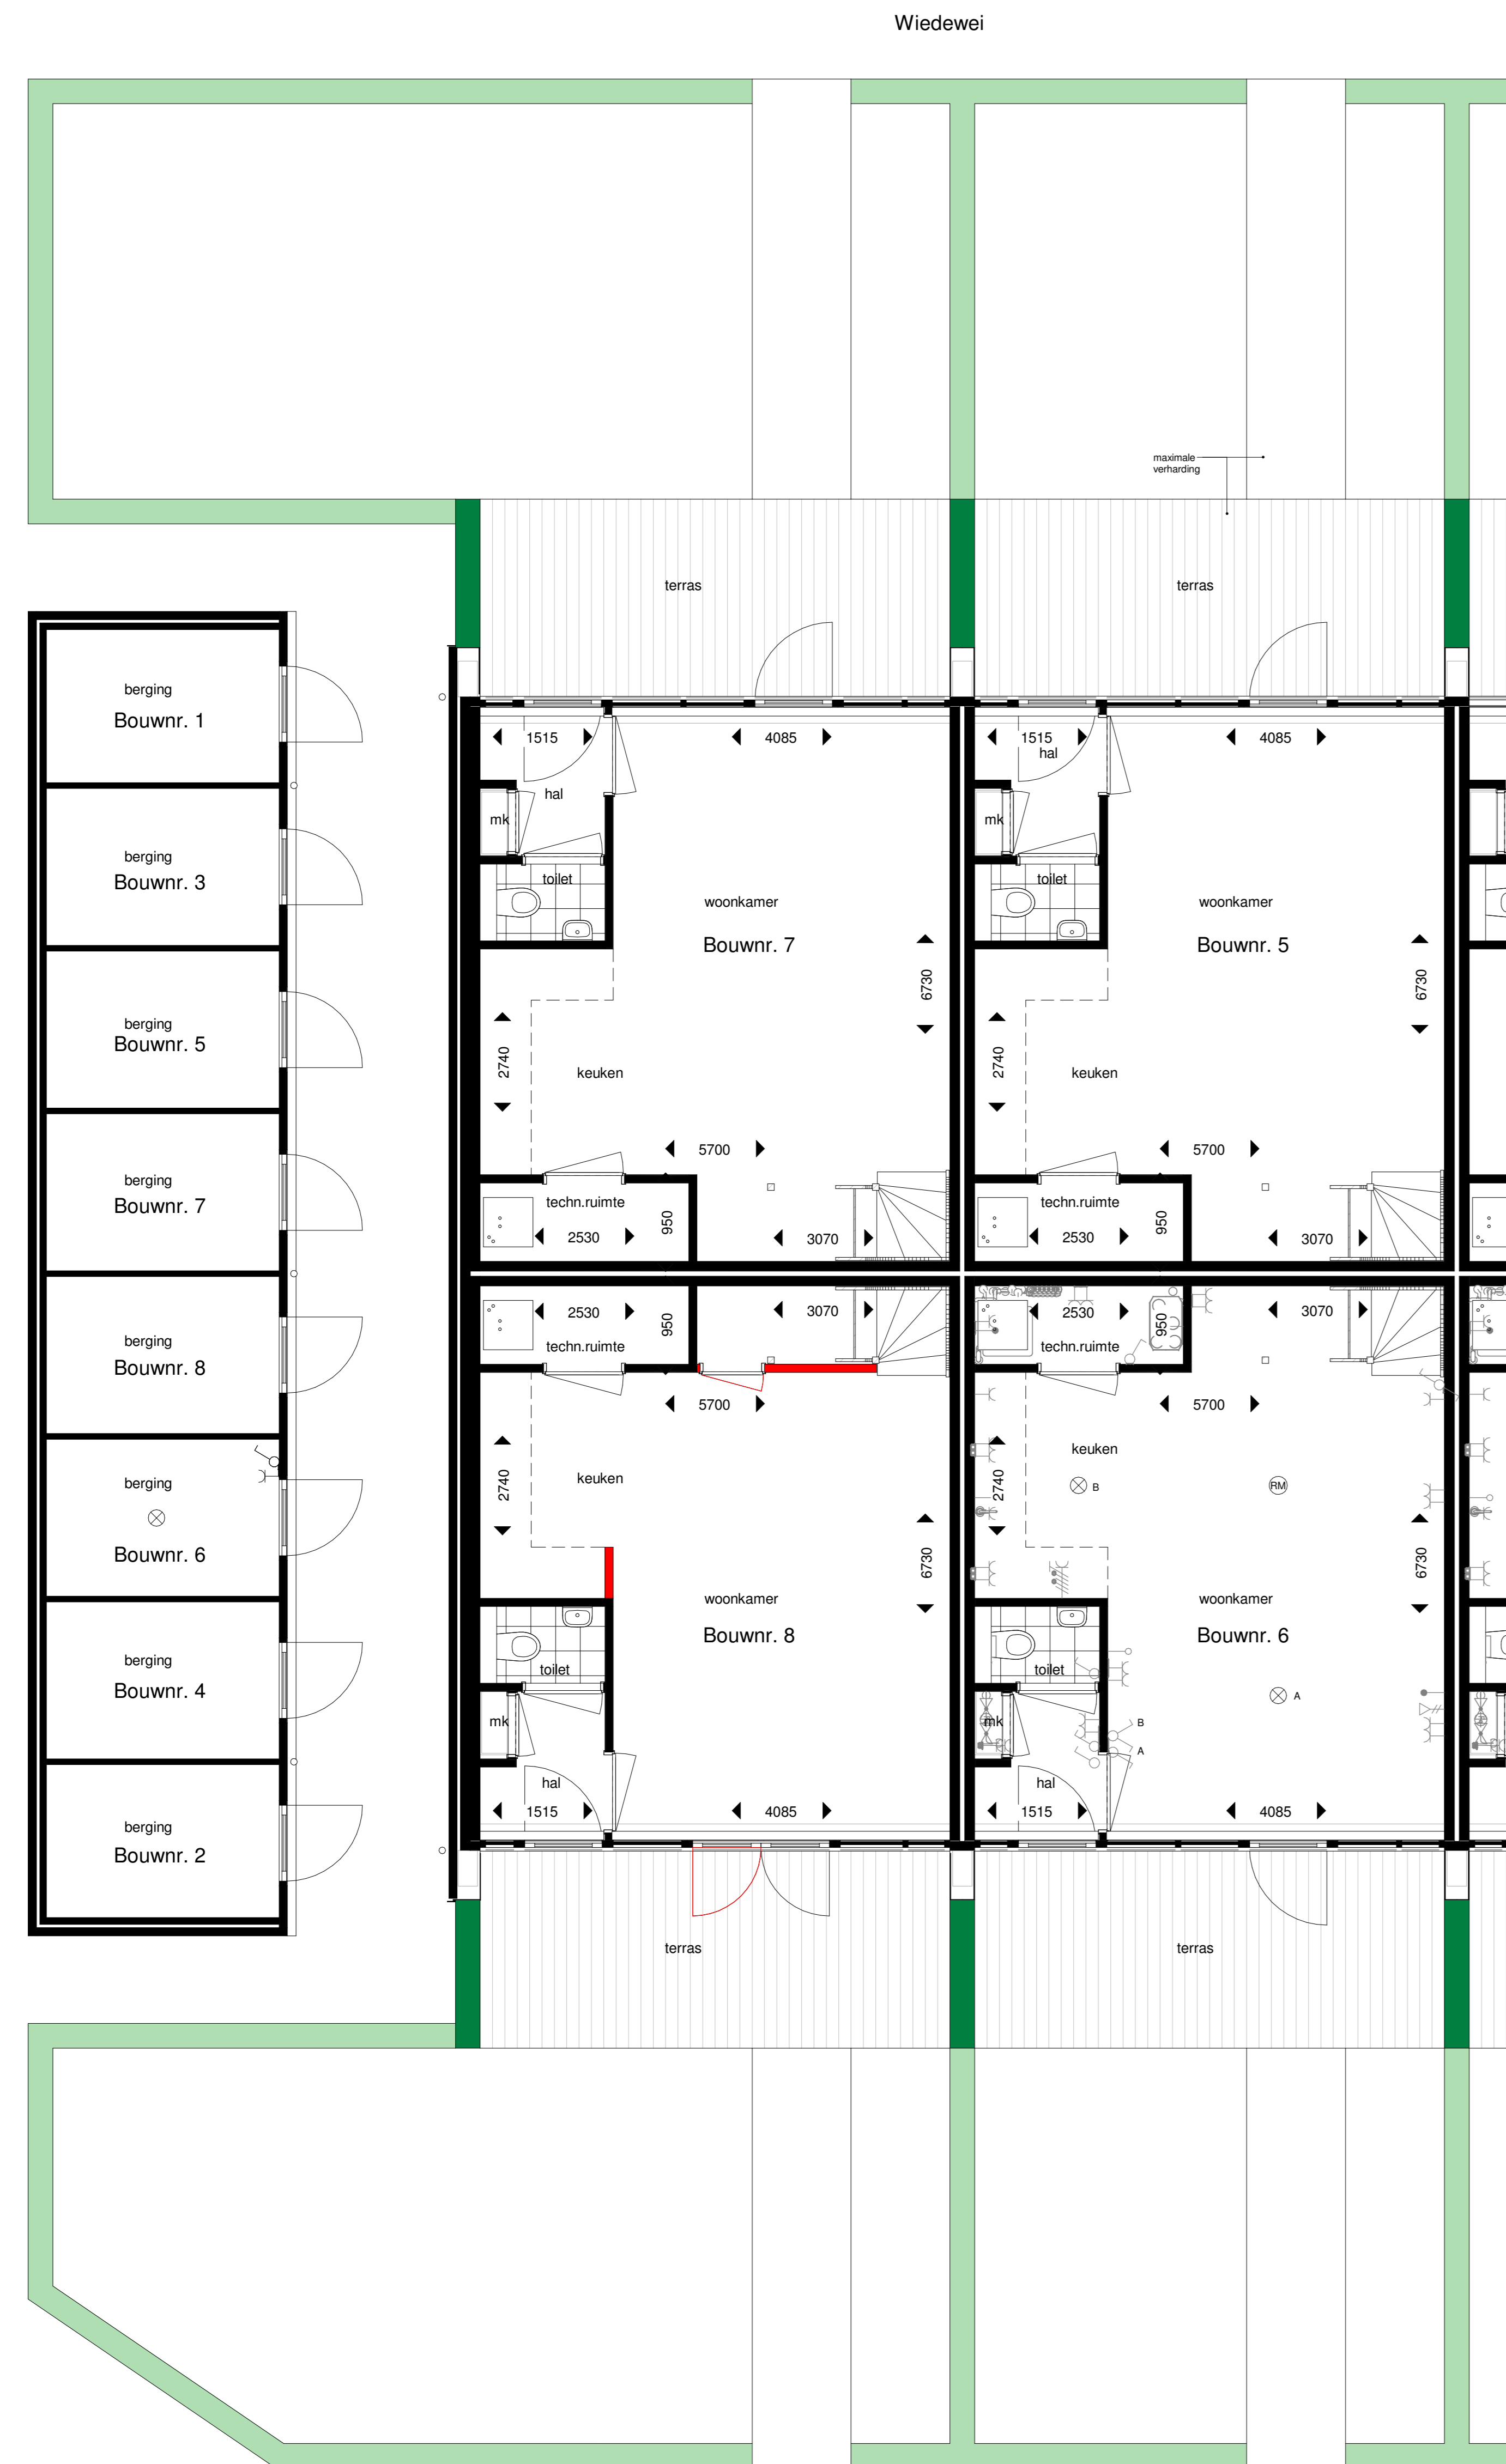 Wiedewei
maximale
verharding
terras
terras
berging
Bouwnr. 1
berging
Bouwnr. 3
berging
Bouwnr. 5
berging
Bouwnr. 7
berging
Bouwnr. 8
berging
Bouwnr. 6
berging
Bouwnr. 4
berging
Bouwnr. 2
1515
4085
hal
mk
toilet
woonkamer
Bouwnr. 7
6730
2740
keuken
5700
techn.ruimte
2530
950
3070
1515
4085
hal
mk
toilet
woonkamer
Bouwnr. 5
6730
2740
keuken
5700
techn.ruimte
2530
950
3070
2530
950
3070
techn.ruimte
5700
2740
keuken
6730
woonkamer
Bouwnr. 8
toilet
mk
hal
1515
4085
terras
2530
950
3070
techn.ruimte
5700
keuken
2740
B
RM
6730
woonkamer
Bouwnr. 6
toilet
A
mk
B
A
hal
1515
4085
terras